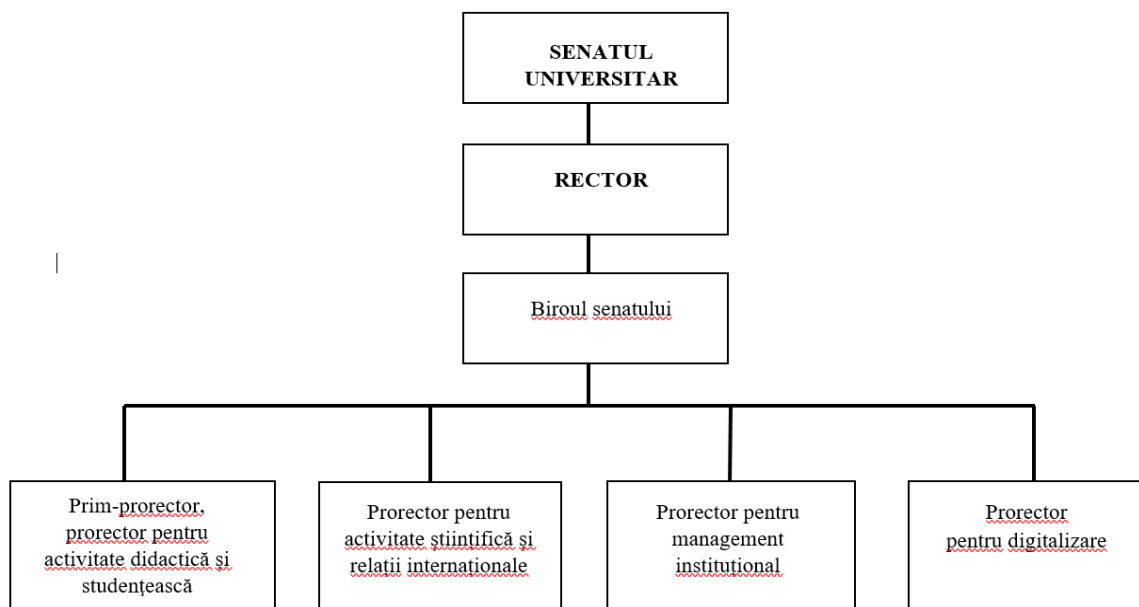 SENATUL
UNIVERSITAR
RECTOR
Biroul senatului
Prim-prorector,
prorector pentru
activitate didactică și
studenţească
Prorector pentru
activitate științifică și
relații internaționale
Prorector pentru
management
instituțional
Prorector
pentru digitalizare